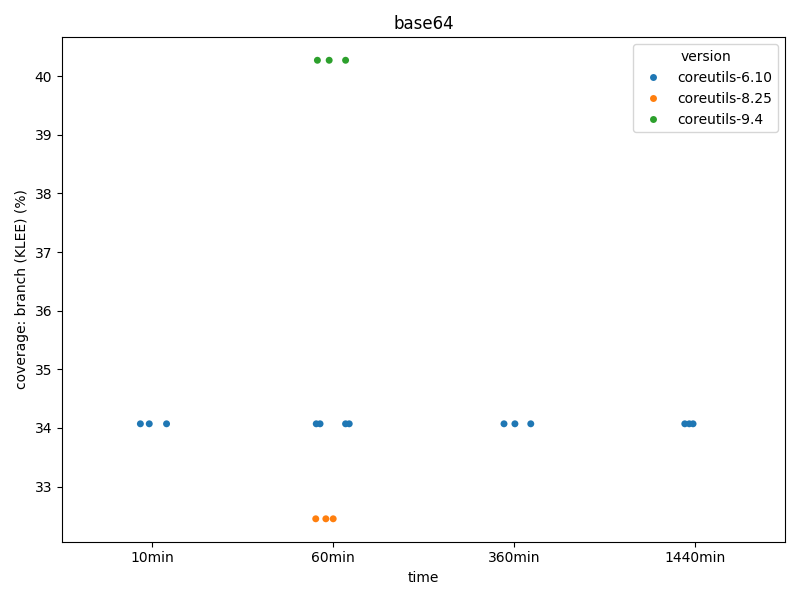 base64
version
coreutils-6.10
coreutils-8.25
coreutils-9.4
coverage: branch (KLEE) (%)
40
39
38
37
36
35
34
33
10min
60min
360min
1440min
time